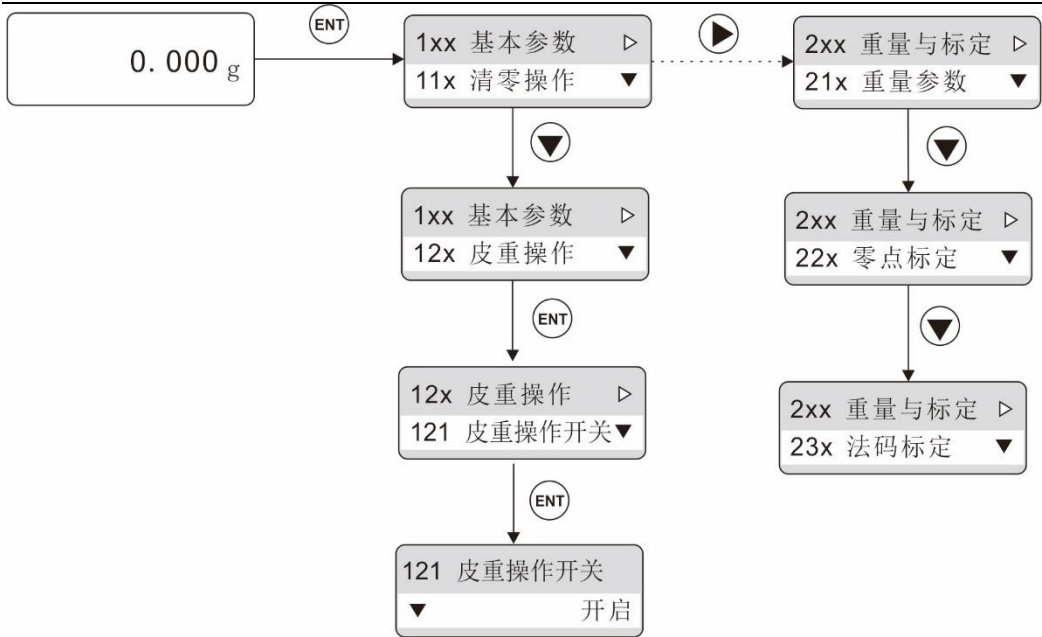 0.000 g
ENT
1xx 基本参数
11x 清零操作
2xx 重量与标定
21x 重量参数
1xx 基本参数
12x 皮重操作
2xx 重量与标定
22x 零点标定
ENT
12x 皮重操作
121 皮重操作开关
2xx 重量与标定
23x 法码标定
ENT
121 皮重操作开关
开启